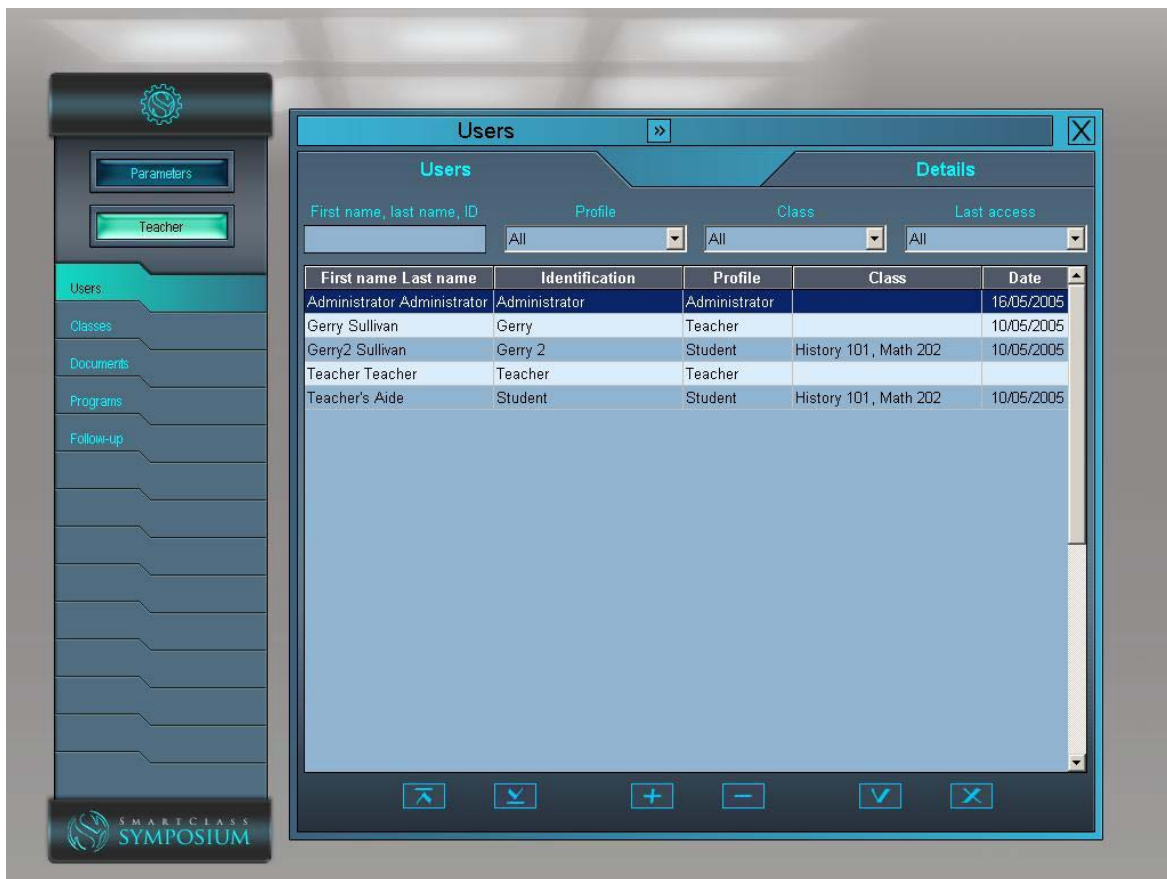 Parameters
Teacher
Users
Classes
Documents
Programs
Follow-up
SMARTCLASS
SYMPOSIUM
Users »
Users Details
First name, last name, ID Profile Class Last access
All All All
First name Last name Identification Profile Class Date
Administrator Administrator Administrator Administrator 16/05/2005
Gerry Sullivan Gerry Teacher 10/05/2005
Gerry2 Sullivan Gerry 2 Student History 101, Math 202 10/05/2005
Teacher Teacher Teacher Teacher
Teacher's Aide Student Student History 101, Math 202 10/05/2005